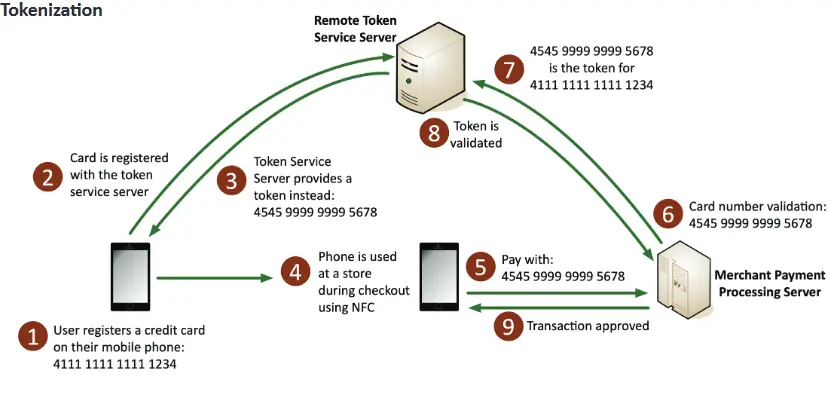 Tokenization
Remote Token
Service Server
7
4545 9999 9999 5678
is the token for
4111 1111 1111 1234
8
Token is
validated
2
Card is registered
with the token
service server
3
Token Service
Server provides a
token instead:
4545 9999 9999 5678
6
Card number validation:
4545 9999 9999 5678
4
Phone is used
at a store
during checkout
using NFC
5
Pay with:
4545 9999 9999 5678
Merchant Payment
Processing Server
1
User registers a credit card
on their mobile phone:
4111 1111 1111 1234
9
Transaction approved